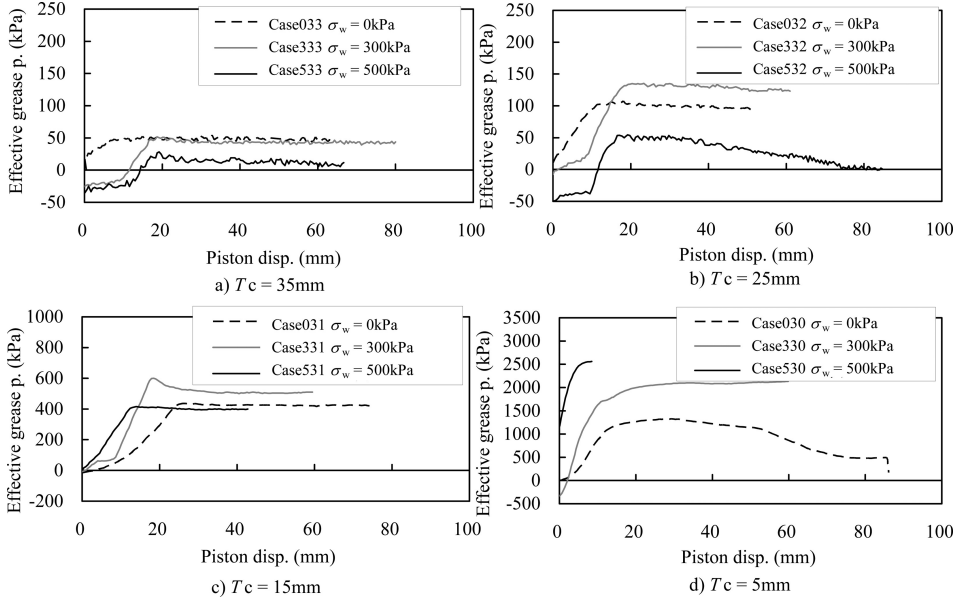 Effective grease p. (kPa)
250
200
150
100
50
0
-50
Case033 σw = 0kPa
Case333 σw = 300kPa
Case533 σw = 500kPa
0 20 40 60 80 100
Piston disp. (mm)
a) Tc = 35mm
Effective grease p. (kPa)
250
200
150
100
50
0
-50
Case032 σw = 0kPa
Case332 σw = 300kPa
Case532 σw = 500kPa
0 20 40 60 80 100
Piston disp. (mm)
b) Tc = 25mm
Effective grease p. (kPa)
1000
800
600
400
200
0
-200
Case031 σw = 0kPa
Case331 σw = 300kPa
Case531 σw = 500kPa
0 20 40 60 80 100
Piston disp. (mm)
c) Tc = 15mm
Effective grease p. (kPa)
3500
3000
2500
2000
1500
1000
500
0
-500
Case030 σw = 0kPa
Case330 σw = 300kPa
Case530 σw = 500kPa
0 20 40 60 80 100
Piston disp. (mm)
d) Tc = 5mm